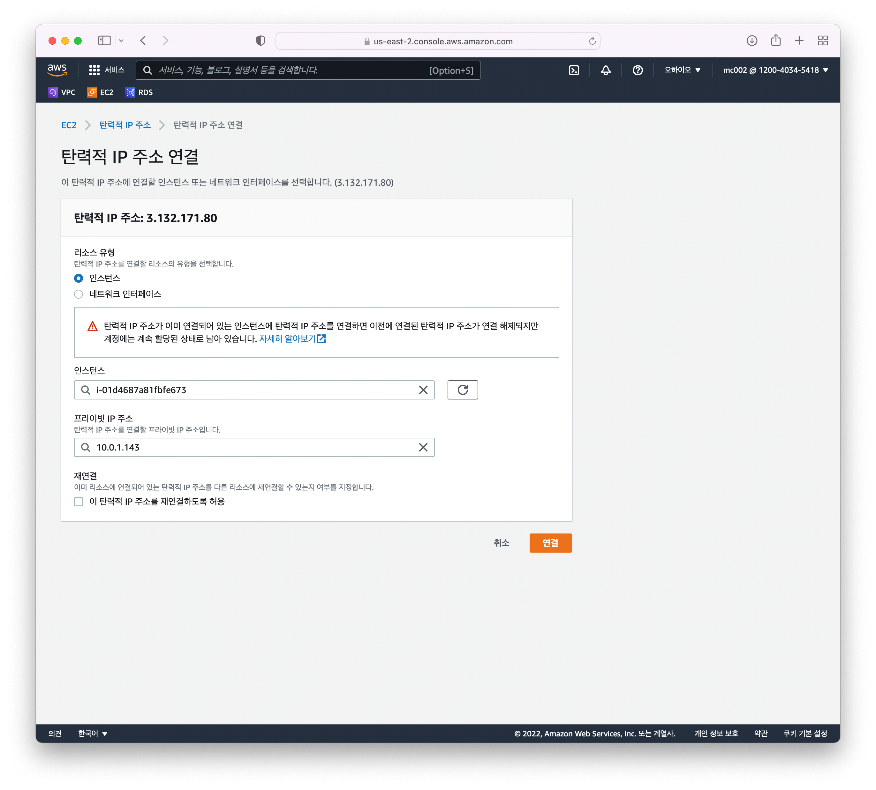 us-east-2.console.aws.amazon.com
aws
서비스
서비스, 기능, 블로그, 설명서 등을 검색합니다.
[Option+S]
오하이오 ▼
mc002 @ 1200-4034-5418 ▼
VPC
EC2
RDS
EC2 > 탄력적 IP 주소 > 탄력적 IP 주소 연결
탄력적 IP 주소 연결
이 탄력적 IP 주소에 연결할 인스턴스 또는 네트워크 인터페이스를 선택합니다. (3.132.171.80)
탄력적 IP 주소: 3.132.171.80
리소스 유형
탄력적 IP 주소를 연결할 리소스의 유형을 선택합니다.
인스턴스
네트워크 인터페이스
탄력적 IP 주소가 이미 연결되어 있는 인스턴스에 탄력적 IP 주소를 연결하면 이전에 연결된 탄력적 IP 주소가 연결 해제되지만
계정에는 계속 할당된 상태로 남아 있습니다. 자세히 알아보기
인스턴스
i-01d4687a81fbfe673
프라이빗 IP 주소
탄력적 IP 주소를 연결할 프라이빗 IP 주소입니다.
10.0.1.143
재연결
이미 리소스에 연결되어 있는 탄력적 IP 주소를 다른 리소스에 재연결할 수 있는지 여부를 지정합니다.
이 탄력적 IP 주소를 재연결하도록 허용
취소
연결
의견
한국어 ▼
© 2022, Amazon Web Services, Inc. 또는 계열사.
개인 정보 보호
약관
쿠키 기본 설정